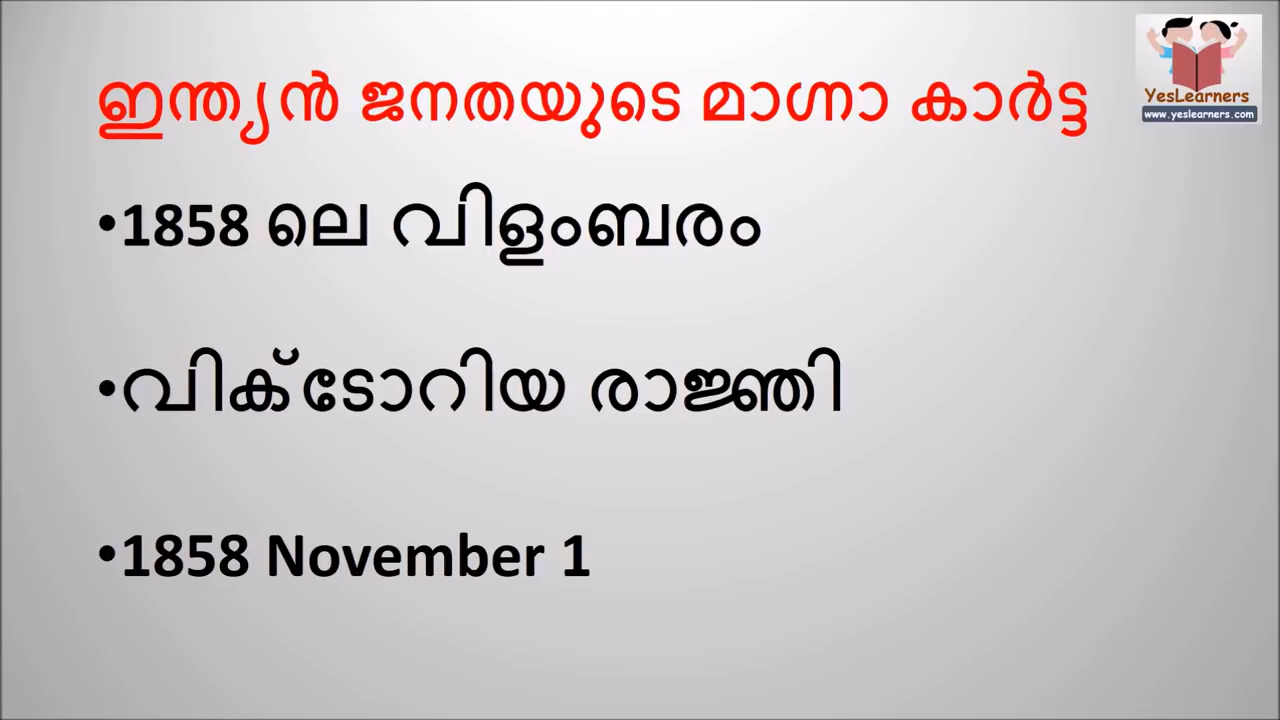 ഇന്ത്യൻ ജനതയുടെ മാഗ്നാ കാർട്ട
•1858 ലെ വിളംബരം
•വിക്ടോറിയ രാജ്ഞി
•1858 November 1
YesLearners
www.yeslearners.com